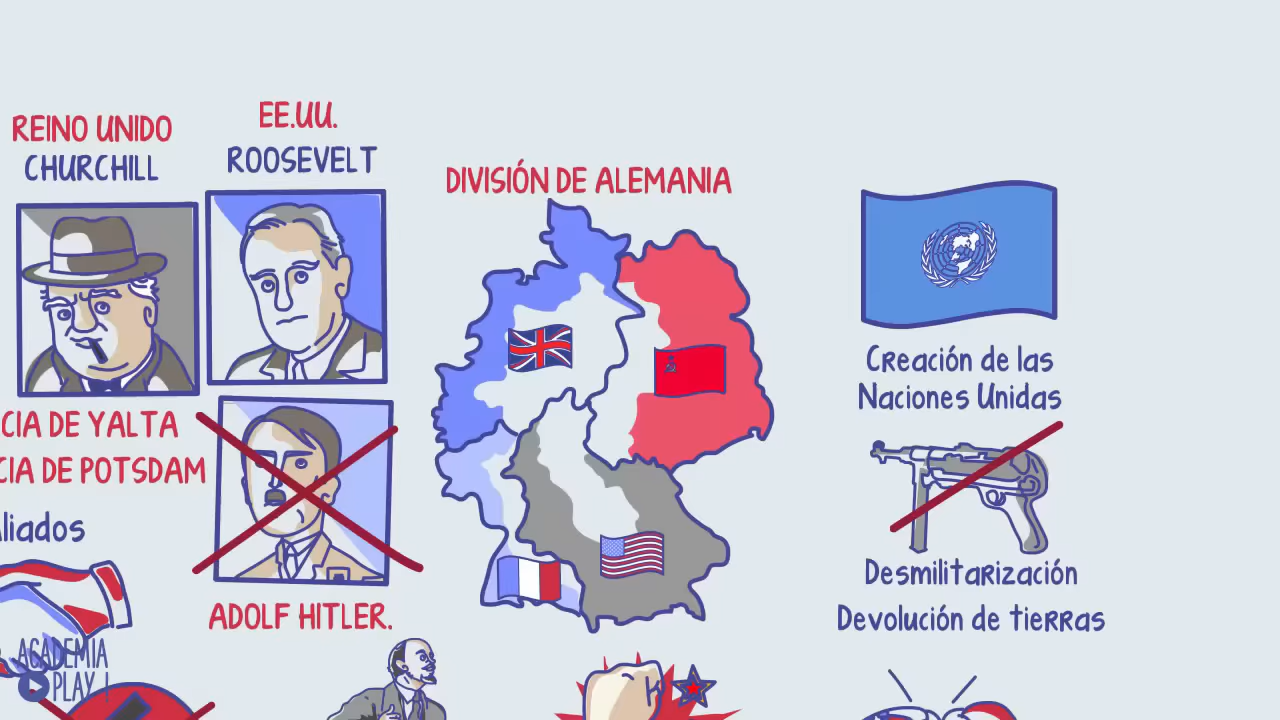 REINO UNIDO
CHURCHILL
EE.UU.
ROOSEVELT
DIVISIÓN DE ALEMANIA
Creación de las
Naciones Unidas
CIA DE YALTA
CIA DE POTSDAM
liados
ADOLF HITLER.
Desmilitarización
Devolución de tierras
ACADEMIA
PLAY